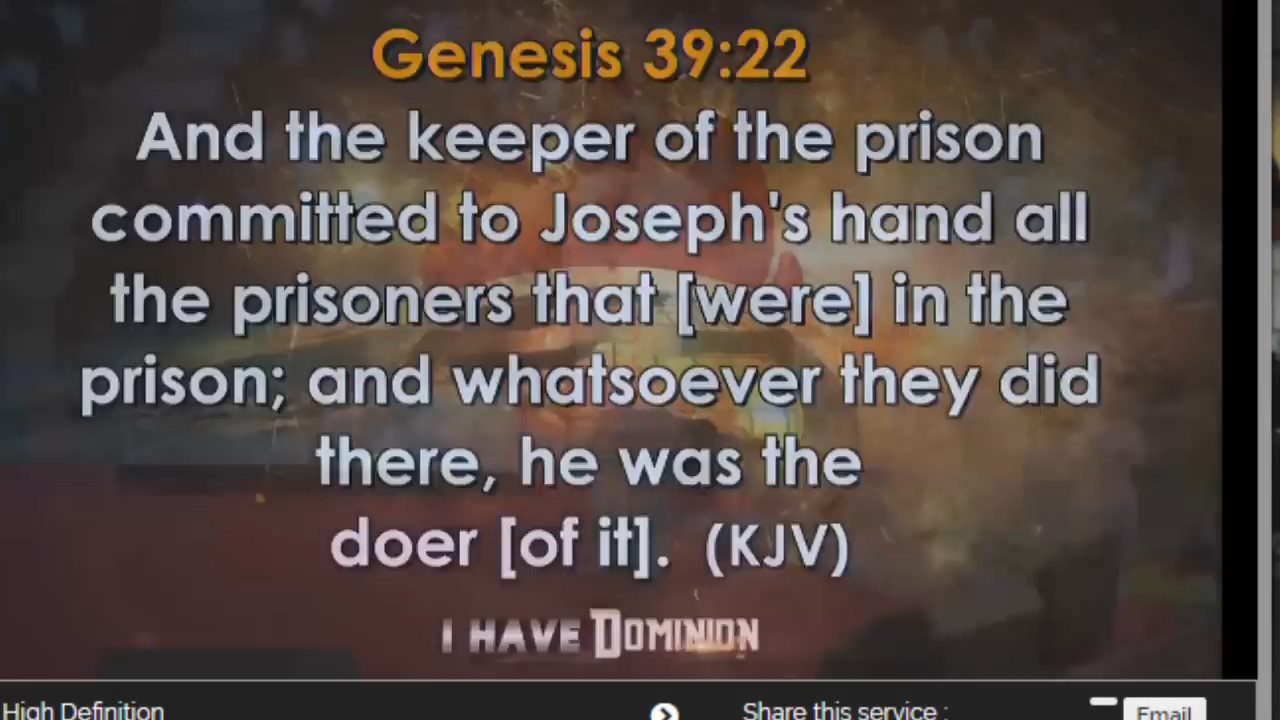 Genesis 39:22
And the keeper of the prison
committed to Joseph's hand all
the prisoners that [were] in the
prison; and whatsoever they did
there, he was the
doer [of it]. (KJV)
I HAVE DOMINION
High Definition
Share this service :
Email